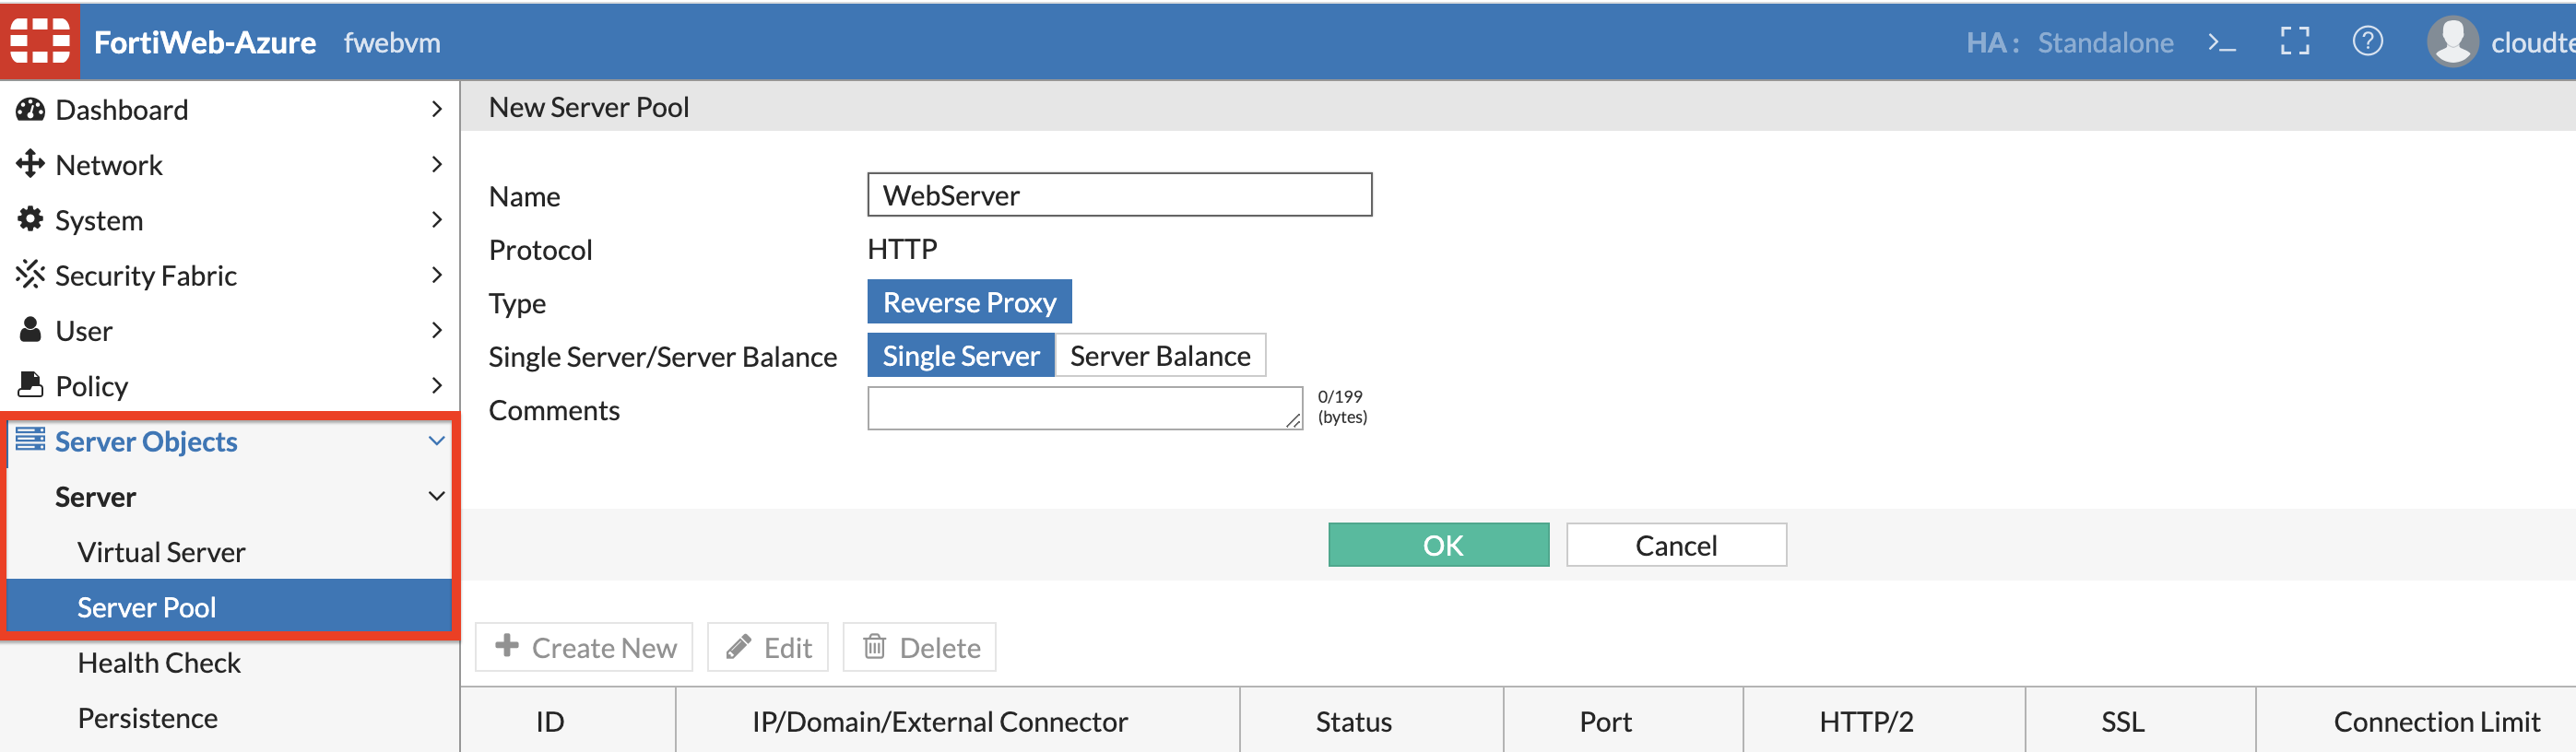 FortiWeb-Azure fwebvm HA: Standalone >_ ? cloudte
Dashboard
Network
System
Security Fabric
User
Policy
Server Objects
Server
Virtual Server
Server Pool
Health Check
Persistence
New Server Pool
Name WebServer
Protocol HTTP
Type Reverse Proxy
Single Server/Server Balance Single Server Server Balance
Comments 0/199
(bytes)
OK Cancel
Create New Edit Delete
ID IP/Domain/External Connector Status Port HTTP/2 SSL Connection Limit